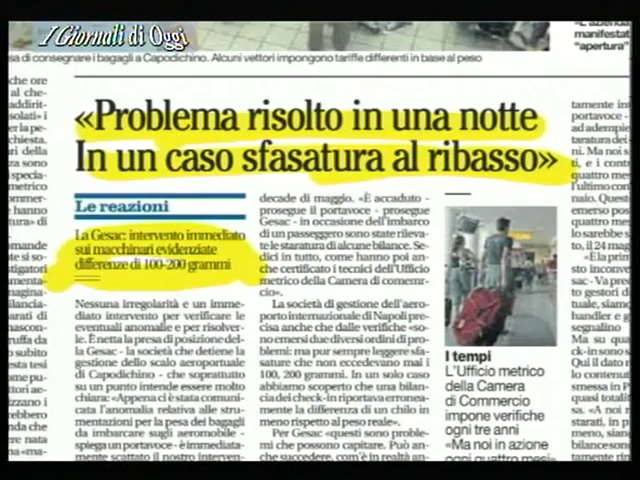 I Giornali di Oggi
sa di consegnare i bagagli a Capodichino. Alcuni vettori impongono tariffe differenti in base al peso
manifestat
"apertura"
«Problema risolto in una notte
In un caso sfasatura al ribasso»
Le reazioni
La Gesac: intervento immediato
sui macchinari evidenziate
differenze di 100-200 grammi
Nessuna irregolarità e un imme-
diato intervento per verificare le
eventuali anomalie e per risolver-
le. È netta la presa di posizione del-
la Gesac - la società che detiene la
gestione dello scalo aeroportuale
di Capodichino - che soprattutto
su un punto intende essere molto
chiara: «Appena ci è stata comuni-
cata l'anomalia relativa alle stru-
mentazioni per la pesa dei bagagli
da imbarcare sugli aeromobile -
spiega un portavoce - è immediata-
mente scattato il nostro interven-
decade di maggio. «È accaduto -
prosegue il portavoce - prosegue
Gesac - in occasione dell'imbarco
di un passeggero sono state rileva-
te le staratura di alcune bilance. Se-
dici in tutto, come hanno poi an-
che certificato i tecnici dell'Ufficio
metrico della Camera di comemr-
cio».
La società di gestione dell'aero-
porto internazionale di Napoli pre-
cisa anche che dalle verifiche «so-
no emersi due diversi ordini di pro-
blemi: ma pur sempre leggere sfa-
sature che non eccedevano mai i
100, 200 grammi. In un solo caso
abbiamo scoperto che una bilan-
cia dei check-in riportava erronea-
mente la differenza di un chilo in
meno rispetto al peso reale».
Per Gesac «questi sono proble-
mi che possono capitare. Può an-
che succedere, com'è in realtà an-
I tempi
L'Ufficio metrico
della Camera
di Commercio
impone verifiche
ogni tre anni
«Ma noi in azione
ogni quattro mesi»